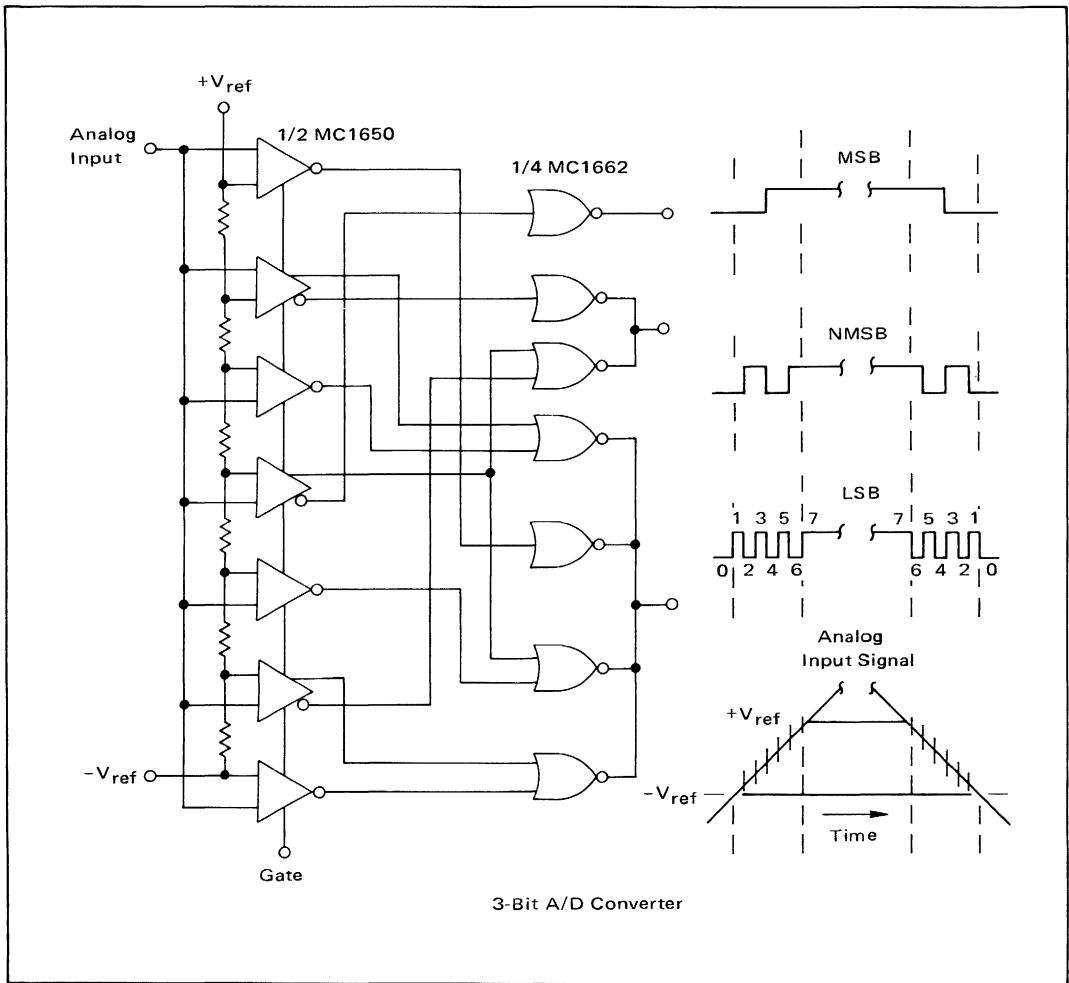 +Vref
Analog
Input
1/2 MC1650
1/4 MC1662
MSB
NMSB
LSB
1 3 5 7 7 5 3 1
0 2 4 6 6 4 2 0
Analog
Input Signal
+Vref
-Vref
-Vref
Time
Gate
3-Bit A/D Converter